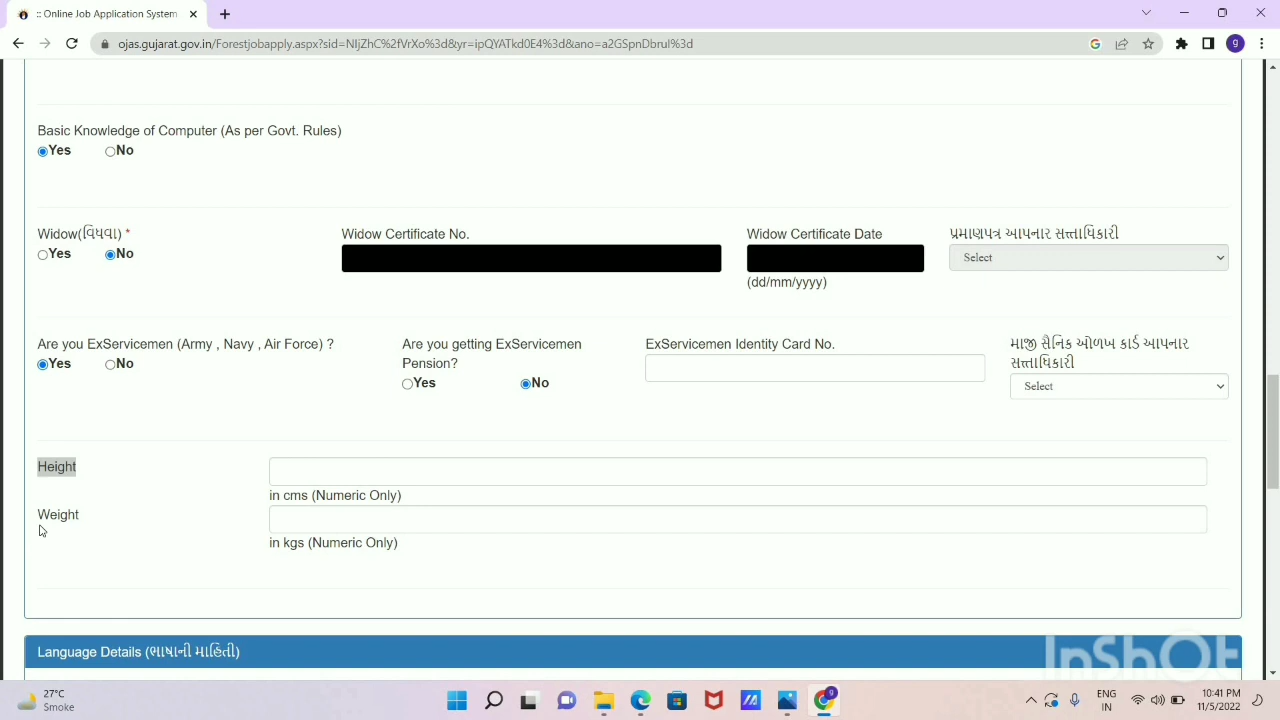 :: Online Job Application System
ojas.gujarat.gov.in/Forestjobapply.aspx?sid=NIjZhC%2fVrXo%3d&yr=ipQYATkd0E4%3d&ano=a2GSpnDbruI%3d
G
g
Basic Knowledge of Computer (As per Govt. Rules)
Yes No
Widow(વિધવા) * Widow Certificate No. Widow Certificate Date પ્રમાણપત્ર આપનાર સત્તાધિકારી
Yes No Select
(dd/mm/yyyy)
Are you ExServicemen (Army , Navy , Air Force) ? Are you getting ExServicemen ExServicemen Identity Card No. માજી સૈનિક ઓળખ કાર્ડ આપનાર
Yes No Pension? સત્તાધિકારી
Yes No Select
Height
in cms (Numeric Only)
Weight
in kgs (Numeric Only)
Language Details (ભાષાની માહિતી)
InShOt
27°C
Smoke
9
ENG
IN
10:41 PM
11/5/2022